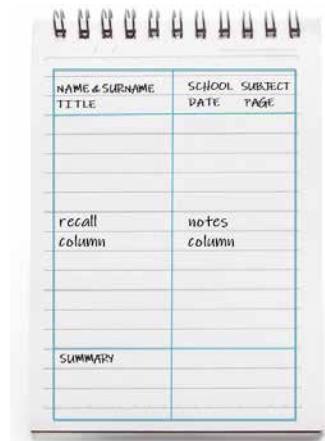 NAME & SURNAME
TITLE
SCHOOL SUBJECT
DATE PAGE
recall
column
notes
column
SUMMARY